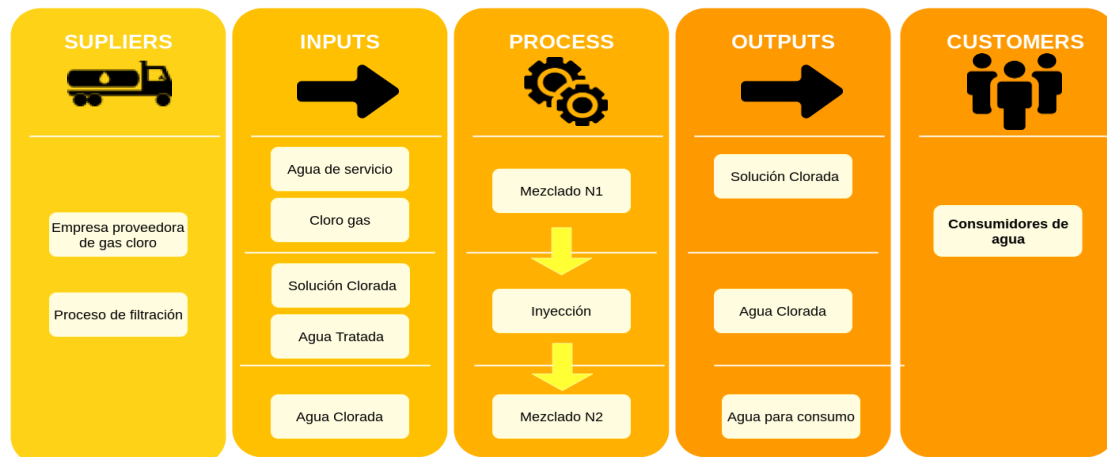 SUPLIERS
INPUTS
PROCESS
OUTPUTS
CUSTOMERS
Empresa proveedora
de gas cloro
Proceso de filtración
Agua de servicio
Cloro gas
Solución Clorada
Agua Tratada
Agua Clorada
Mezclado N1
Inyección
Mezclado N2
Solución Clorada
Agua Clorada
Agua para consumo
Consumidores de
agua